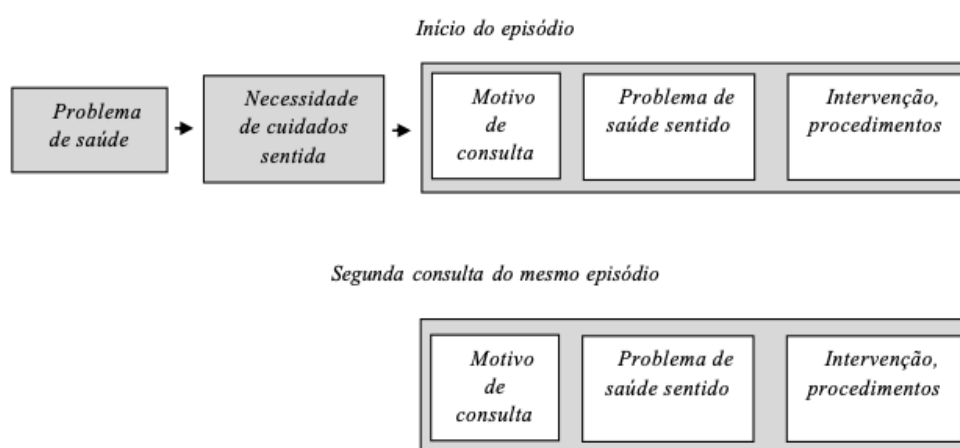 Início do episódio
Problema
de saúde
Necessidade
de cuidados
sentida
Motivo
de
consulta
Problema de
saúde sentido
Intervenção,
procedimentos
Segunda consulta do mesmo episódio
Motivo
de
consulta
Problema de
saúde sentido
Intervenção,
procedimentos